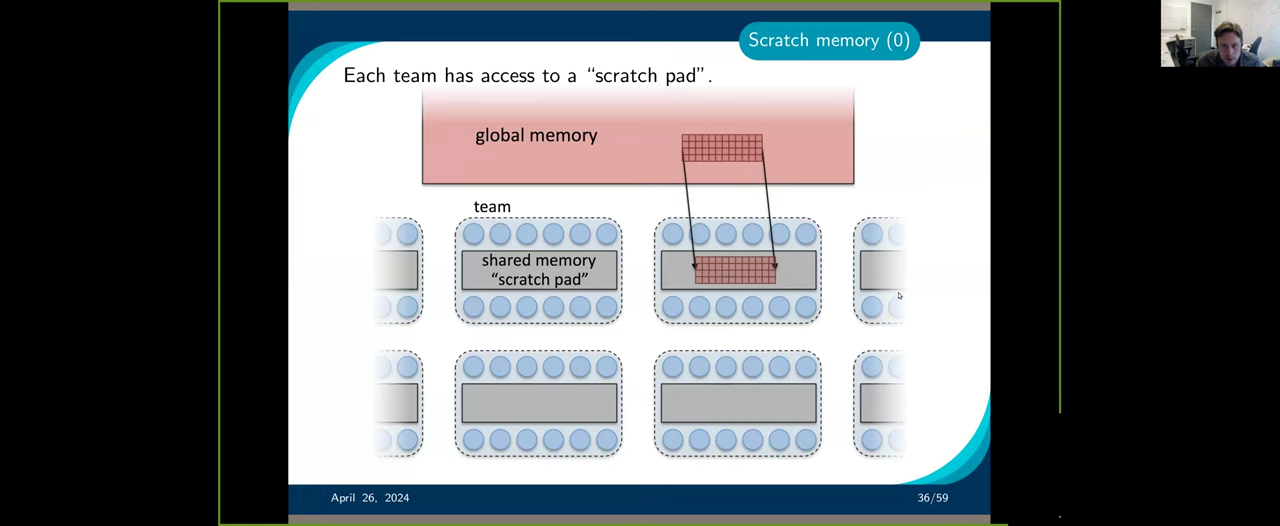 Scratch memory (0)
Each team has access to a “scratch pad”.
global memory
team
shared memory
“scratch pad”
April 26, 2024
36/59